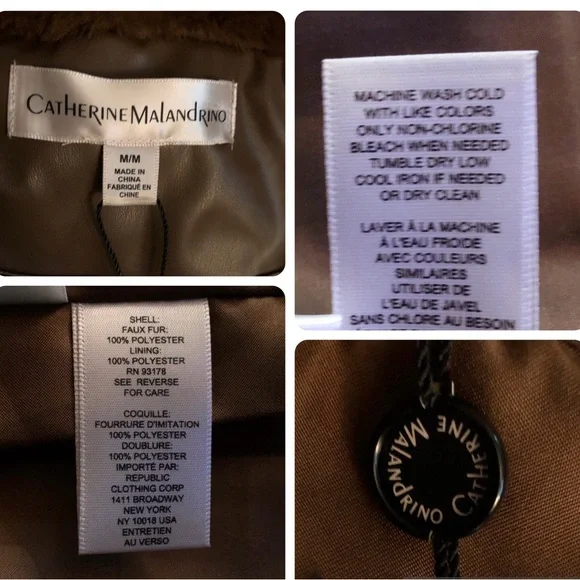 CATHERINE MALANDRINO
M/M
MADE IN
CHINA
FABRIQUÉ EN
CHINE
MACHINE WASH COLD
WITH LIKE COLORS
ONLY NON-CHLORINE
BLEACH WHEN NEEDED
TUMBLE DRY LOW
COOL IRON IF NEEDED
OR DRY CLEAN
LAVER À LA MACHINE
À L'EAU FROIDE
AVEC COULEURS
SIMILAIRES
UTILISER DE
L'EAU DE JAVEL
SANS CHLORE AU BESOIN
SHELL:
FAUX FUR:
100% POLYESTER
LINING:
100% POLYESTER
RN 93178
SEE REVERSE
FOR CARE
COQUILLE:
FOURRURE D'IMITATION
100% POLYESTER
DOUBLURE:
100% POLYESTER
IMPORTÉ PAR:
REPUBLIC
CLOTHING CORP
1411 BROADWAY
NEW YORK
NY 10018 USA
ENTRETIEN
AU VERSO
CATHERINE MALANDRINO